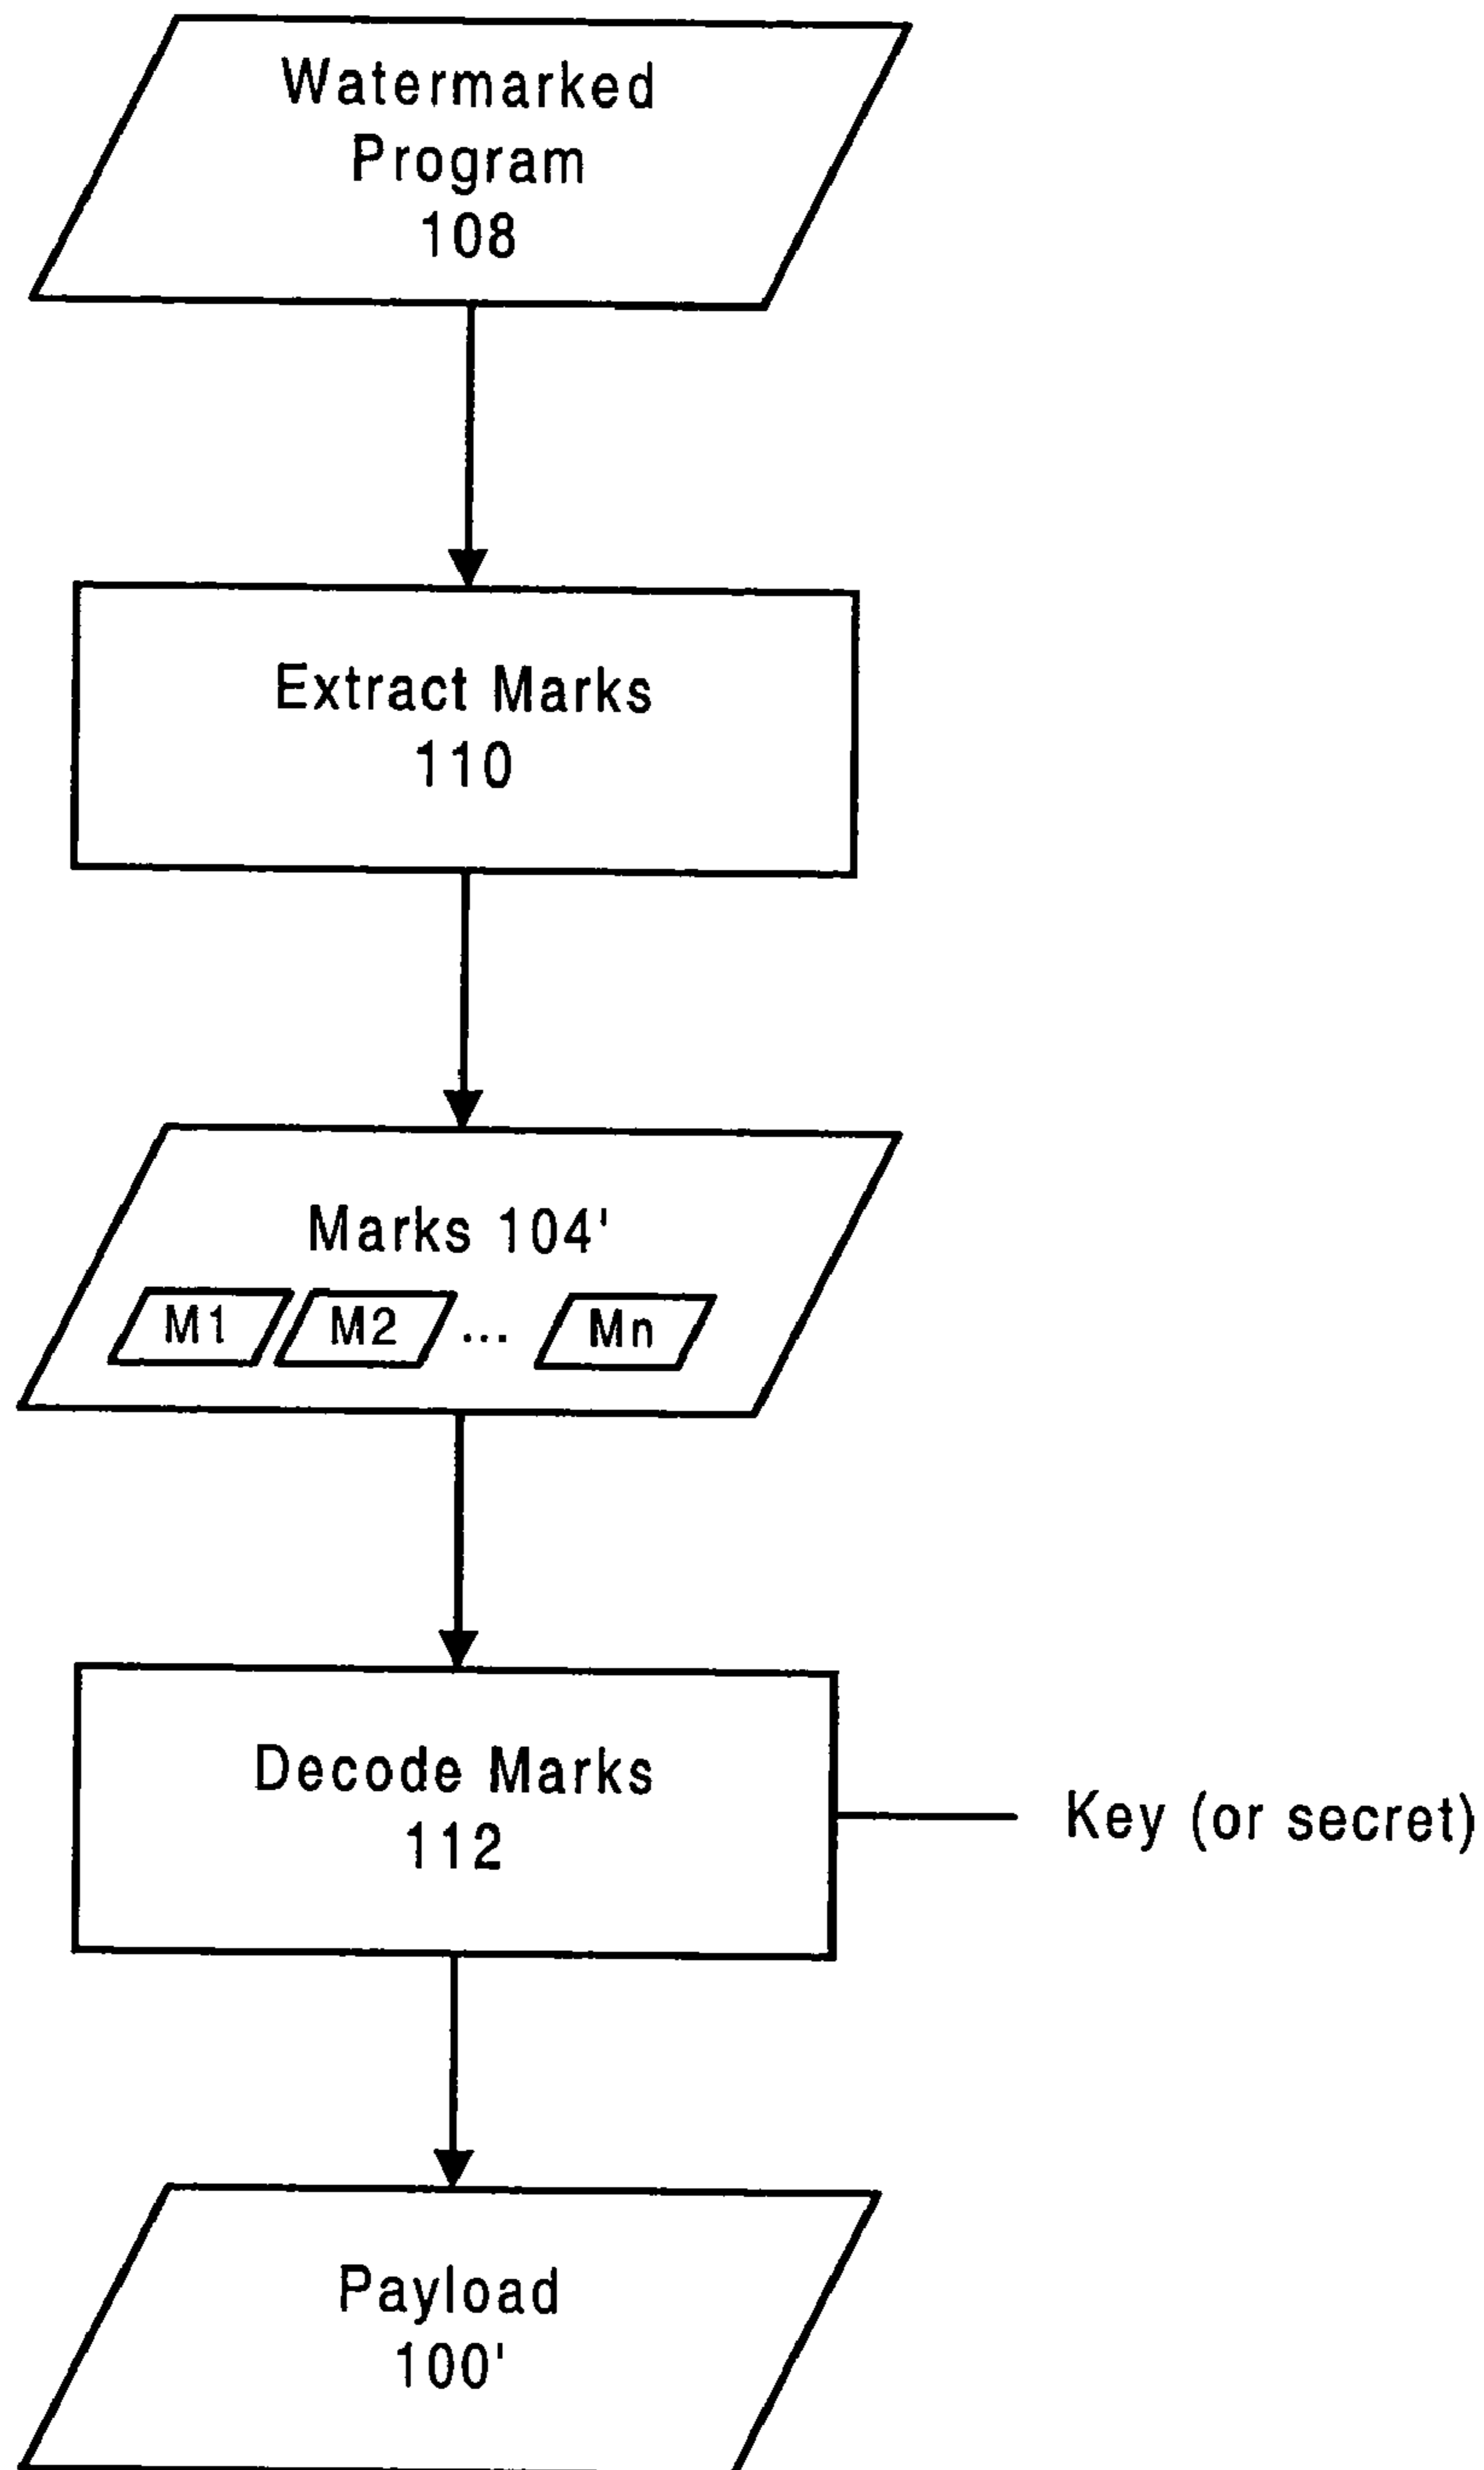 Watermarked
Program
108
Extract Marks
110
Marks 104'
M1 M2 ... Mn
Decode Marks
112
Key (or secret)
Payload
100'